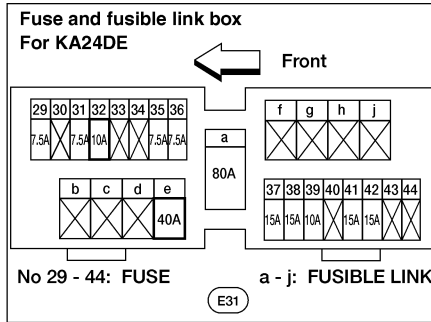 Fuse and fusible link box
For KA24DE
Front
29 30 31 32 33 34 35 36
7.5A 7.5A 10A 7.5A 7.5A
a
80A
f g h j
b c d e
40A
37 38 39 40 41 42 43 44
15A 15A 10A 15A 15A
No 29 - 44: FUSE
a - j: FUSIBLE LINK
E31